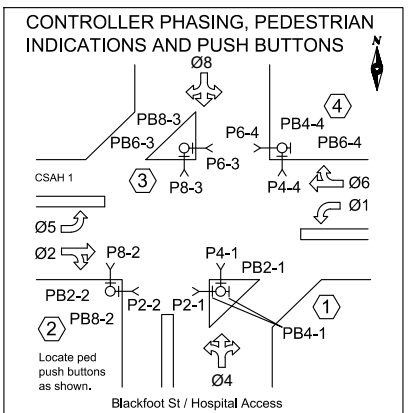 CONTROLLER PHASING, PEDESTRIAN
INDICATIONS AND PUSH BUTTONS
N
Ø8
PB8-3
PB6-3
4
PB4-4
P6-4
PB6-4
P6-3
CSAH 1
3
P8-3
P4-4
Ø6
Ø1
Ø5
Ø2
P8-2
P4-1
PB2-1
PB2-2
P2-2
P2-1
1
PB8-2
2
PB4-1
Locate ped
push buttons
as shown.
Ø4
Blackfoot St / Hospital Access